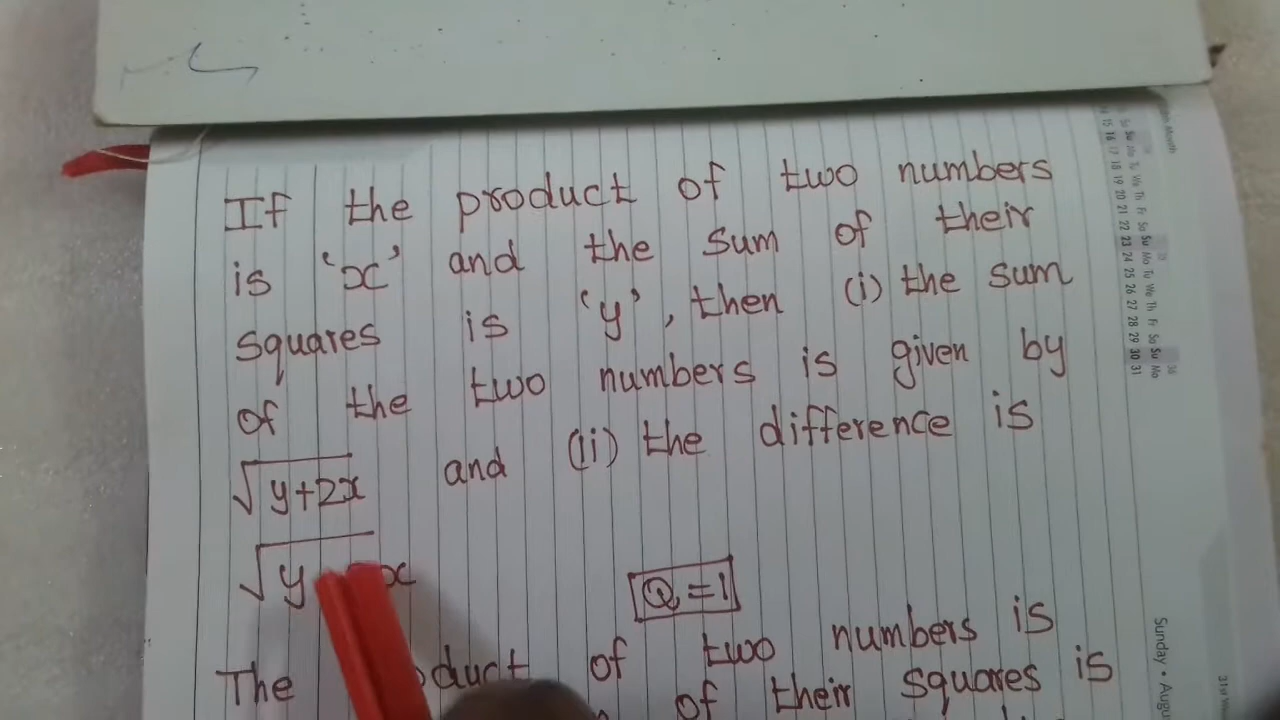 If the product of two numbers
is 'x' and the sum of their
squares is 'y', then (i) the sum
of the two numbers is given by
√y+2x and (ii) the difference is
√y x
Q = 1
The of two numbers is
of their squares is
Sunday • Augu